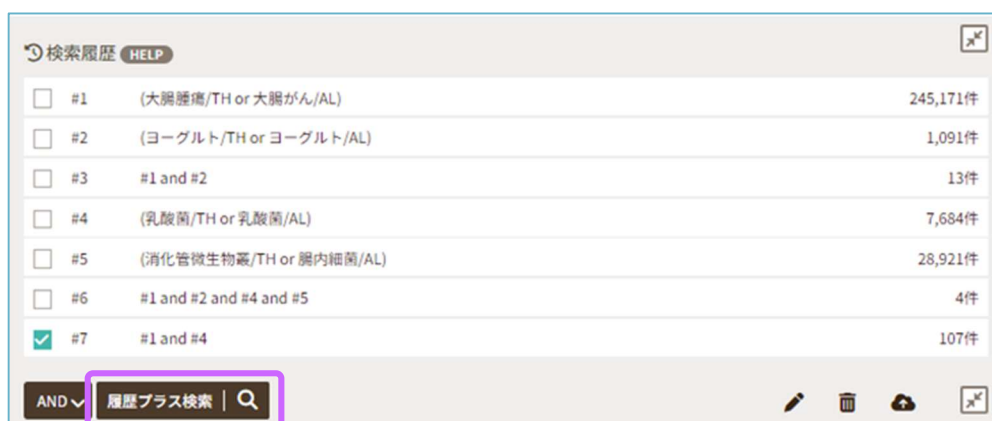 検索履歴 HELP
#1 (大腸腫瘍/TH or 大腸がん/AL) 245,171件
#2 (ヨーグルト/TH or ヨーグルト/AL) 1,091件
#3 #1 and #2 13件
#4 (乳酸菌/TH or 乳酸菌/AL) 7,684件
#5 (消化管微生物叢/TH or 腸内細菌/AL) 28,921件
#6 #1 and #2 and #4 and #5 4件
#7 #1 and #4 107件
AND 履歴プラス検索